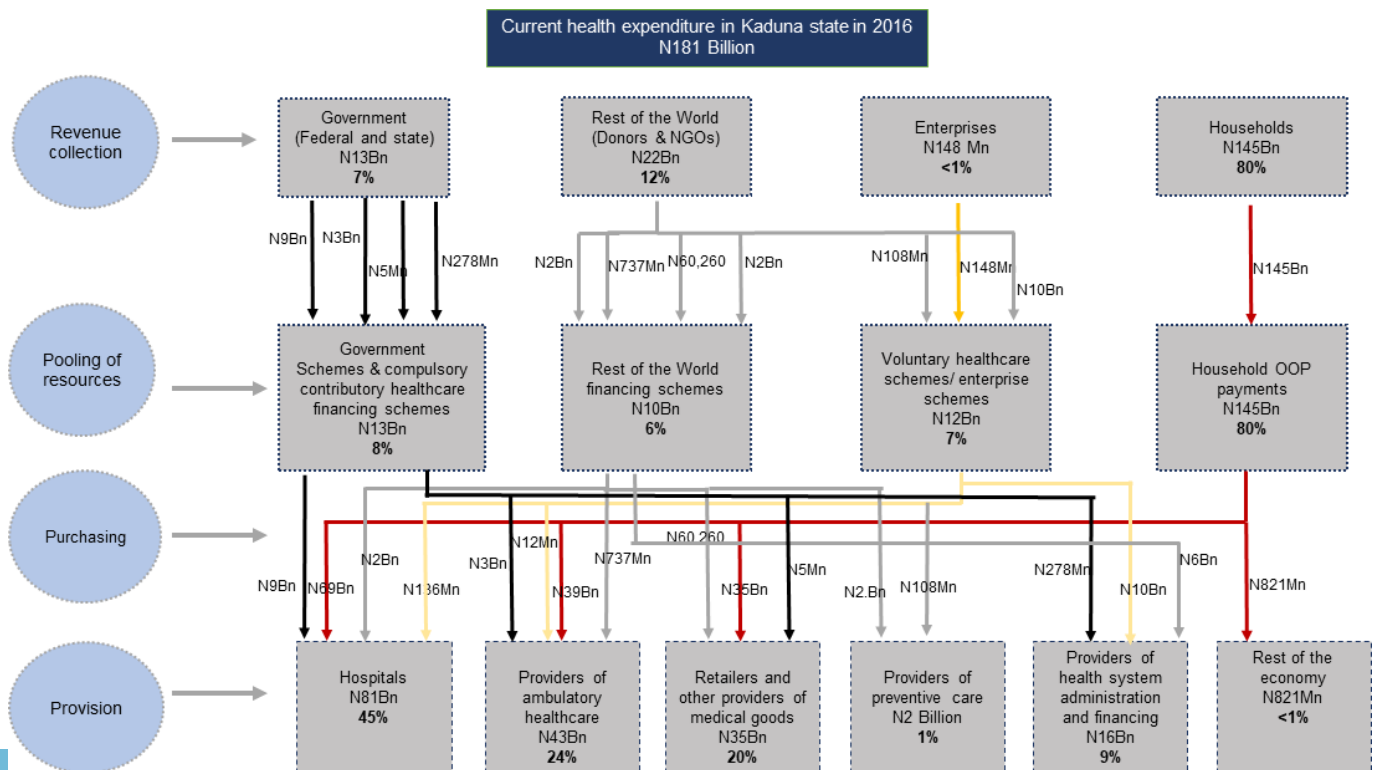 Current health expenditure in Kaduna state in 2016
N181 Billion
Revenue
collection
Government
(Federal and state)
N13Bn
7%
Rest of the World
(Donors & NGOs)
N22Bn
12%
Enterprises
N148 Mn
<1%
Households
N145Bn
80%
N9Bn
N3Bn
N5Mn
N278Mn
N2Bn
N737Mn
N60,260
N2Bn
N108Mn
N148Mn
N10Bn
N145Bn
Pooling of
resources
Government
Schemes & compulsory
contributory healthcare
financing schemes
N13Bn
8%
Rest of the World
financing schemes
N10Bn
6%
Voluntary healthcare
schemes/ enterprise
schemes
N12Bn
7%
Household OOP
payments
N145Bn
80%
Purchasing
N9Bn
N69Bn
N2Bn
N136Mn
N3Bn
N12Mn
N39Bn
N737Mn
N60,260
N35Bn
N5Mn
N2.Bn
N108Mn
N278Mn
N10Bn
N6Bn
N821Mn
Provision
Hospitals
N81Bn
45%
Providers of
ambulatory
healthcare
N43Bn
24%
Retailers and
other providers of
medical goods
N35Bn
20%
Providers of
preventive care
N2 Billion
1%
Providers of
health system
administration
and financing
N16Bn
9%
Rest of the
economy
N821Mn
<1%